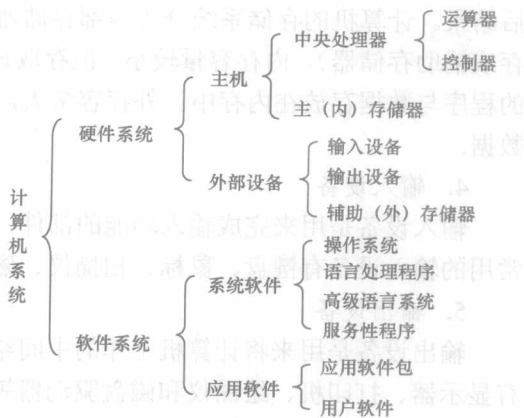 运算器
中央处理器
控制器
主机
主（内）存储器
硬件系统
输入设备
外部设备
输出设备
辅助（外）存储器
计算机系统
操作系统
系统软件
语言处理程序
高级语言系统
服务性程序
软件系统
应用软件包
应用软件
用户软件